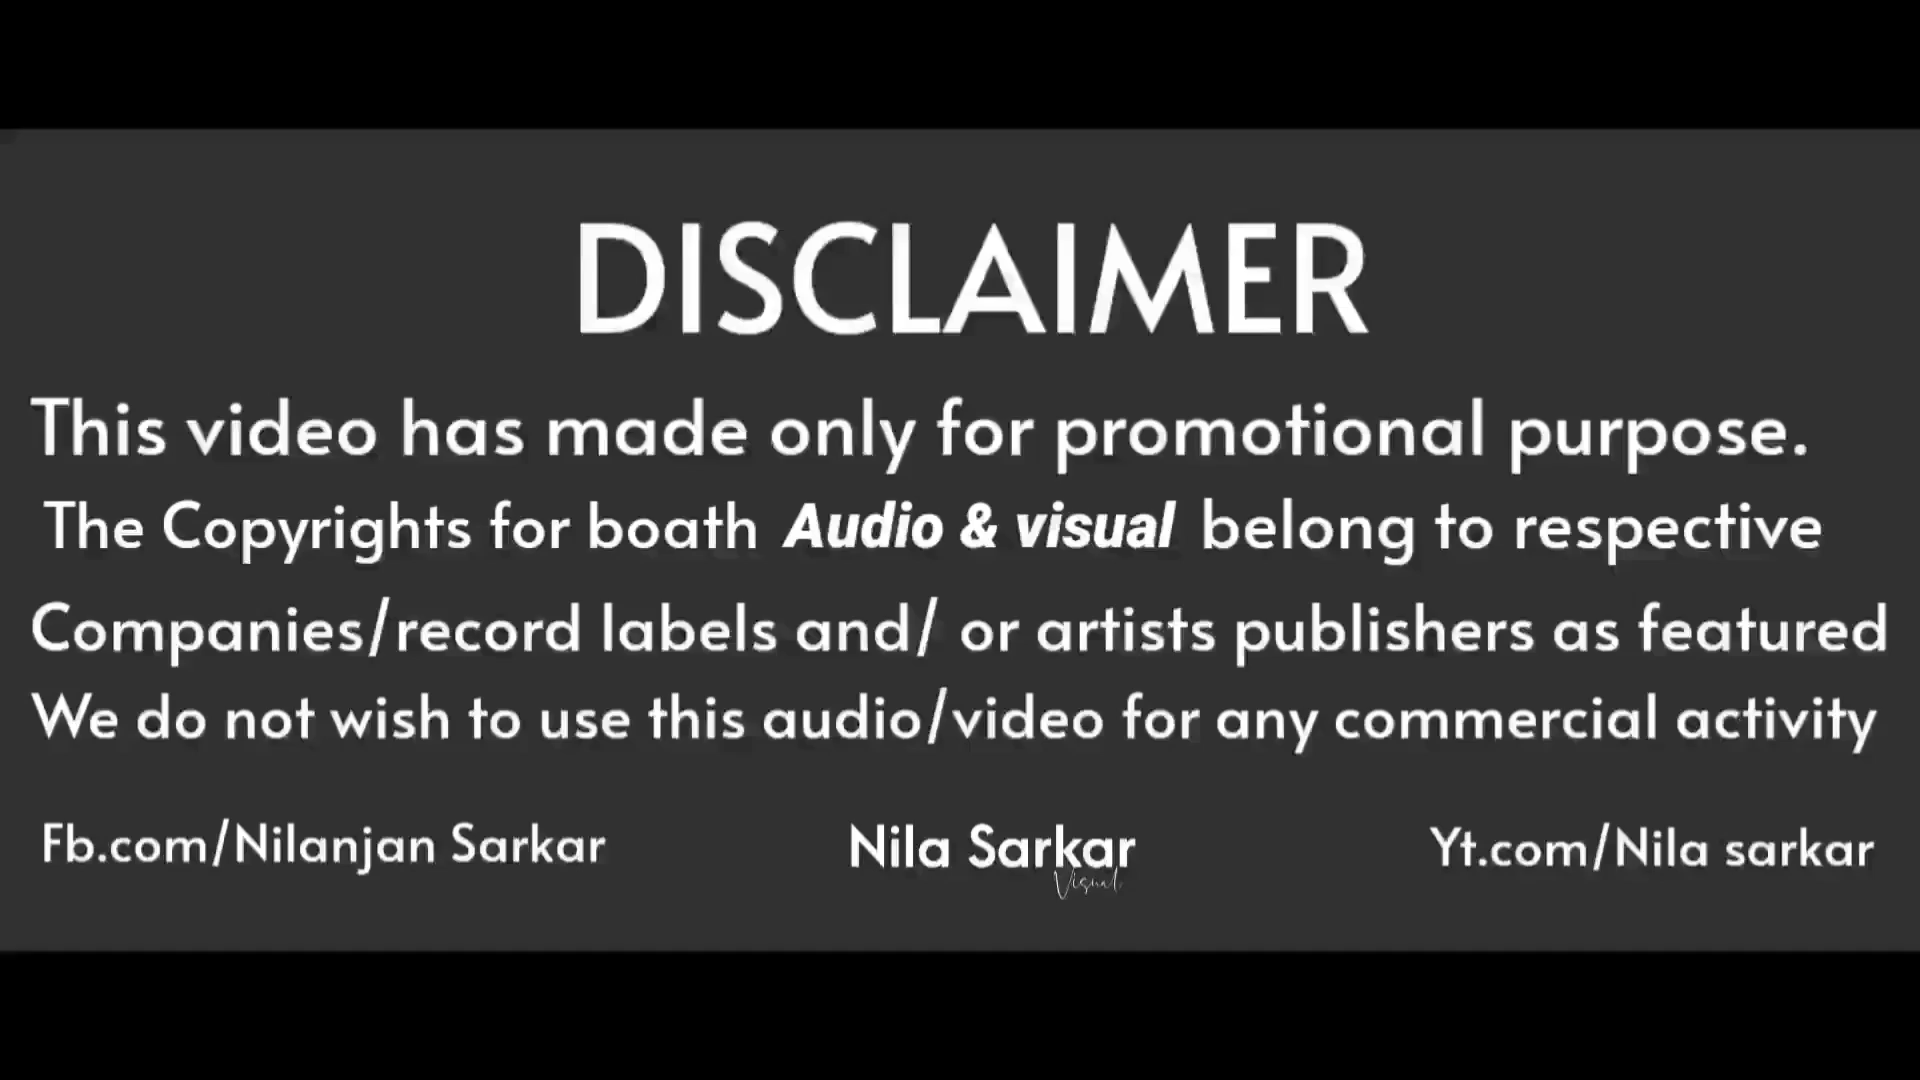 DISCLAIMER
This video has made only for promotional purpose.
The Copyrights for boath Audio & visual belong to respective
Companies/record labels and/ or artists publishers as featured
We do not wish to use this audio/video for any commercial activity
Fb.com/Nilanjan Sarkar Nila Sarkar Yt.com/Nila sarkar
Visual